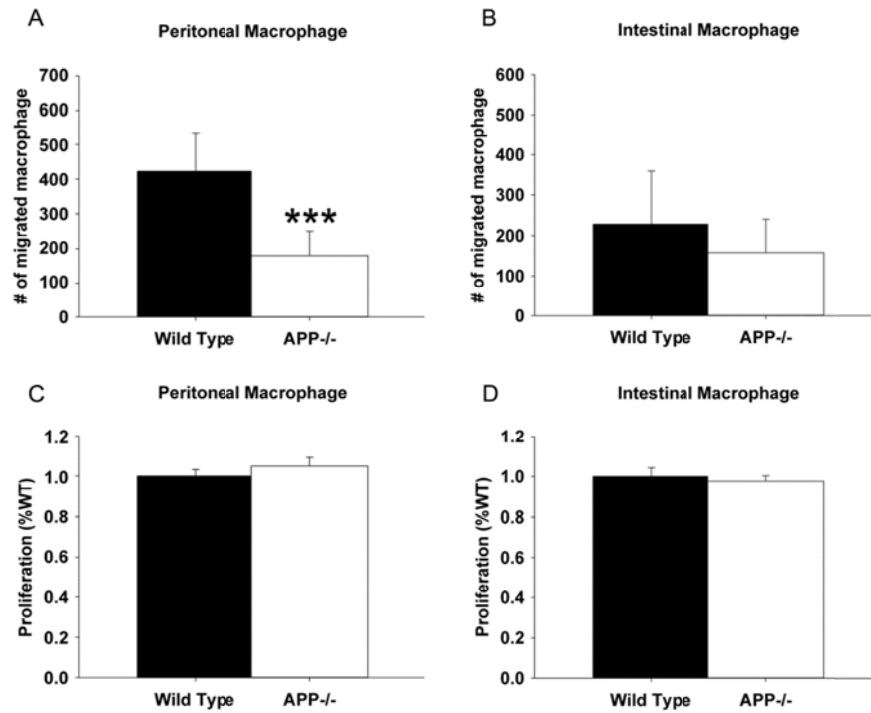 A
Peritoneal Macrophage
# of migrated macrophage
700
600
500
400
300
200
100
0
***
Wild Type
APP-/-
B
Intestinal Macrophage
# of migrated macrophage
600
500
400
300
200
100
0
Wild Type
APP-/-
C
Peritoneal Macrophage
Proliferation (%WT)
1.2
1.0
0.8
0.6
0.4
0.2
0.0
Wild Type
APP-/-
D
Intestinal Macrophage
Proliferation (%WT)
1.2
1.0
0.8
0.6
0.4
0.2
0.0
Wild Type
APP-/-